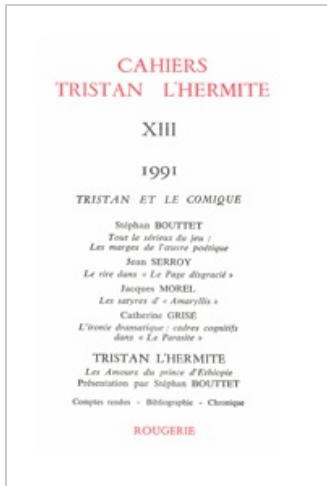 CAHIERS
TRISTAN L'HERMITE
XIII
1991
TRISTAN ET LE COMIQUE
Stéphan BOUTTET
Tout le sérieux du jeu :
Les marges de l'œuvre poétique
Jean SERROY
Le rire dans « Le Page disgracié »
Jacques MOREL
Les satyres d' « Amaryllis »
Catherine GRISÉ
L'ironie dramatique : cadres cognitifs
dans « Le Parasite »
TRISTAN L'HERMITE
Les Amours du prince d'Ethiopie
Présentation par Stéphan BOUTTET
Comptes rendus - Bibliographie - Chronique
ROUGERIE